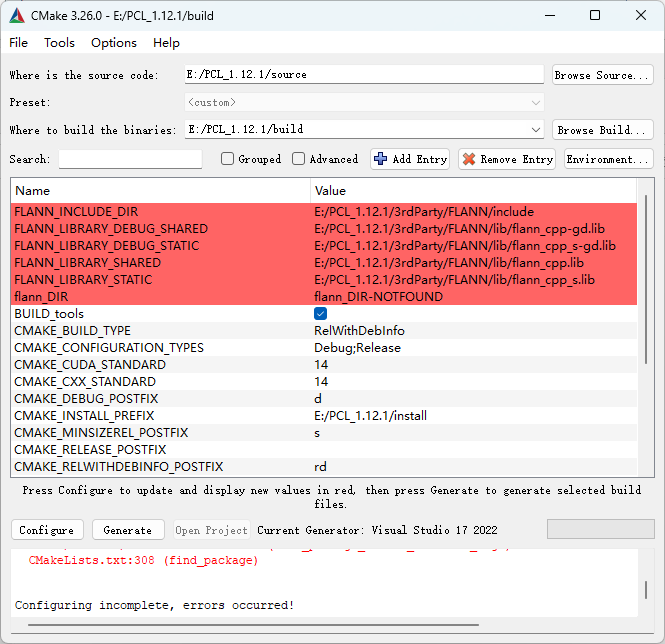 CMake 3.26.0 - E:/PCL_1.12.1/build
File Tools Options Help
Where is the source code: E:/PCL_1.12.1/source Browse Source...
Preset: <custom>
Where to build the binaries: E:/PCL_1.12.1/build Browse Build...
Search: Grouped Advanced Add Entry Remove Entry Environment...
Name Value
FLANN_INCLUDE_DIR E:/PCL_1.12.1/3rdParty/FLANN/include
FLANN_LIBRARY_DEBUG_SHARED E:/PCL_1.12.1/3rdParty/FLANN/lib/flann_cpp-gd.lib
FLANN_LIBRARY_DEBUG_STATIC E:/PCL_1.12.1/3rdParty/FLANN/lib/flann_cpp_s-gd.lib
FLANN_LIBRARY_SHARED E:/PCL_1.12.1/3rdParty/FLANN/lib/flann_cpp.lib
FLANN_LIBRARY_STATIC E:/PCL_1.12.1/3rdParty/FLANN/lib/flann_cpp_s.lib
flann_DIR flann_DIR-NOTFOUND
BUILD_tools
CMAKE_BUILD_TYPE RelWithDebInfo
CMAKE_CONFIGURATION_TYPES Debug;Release
CMAKE_CUDA_STANDARD 14
CMAKE_CXX_STANDARD 14
CMAKE_DEBUG_POSTFIX d
CMAKE_INSTALL_PREFIX E:/PCL_1.12.1/install
CMAKE_MINSIZEREL_POSTFIX s
CMAKE_RELEASE_POSTFIX
CMAKE_RELWITHDEBINFO_POSTFIX rd
Press Configure to update and display new values in red, then press Generate to generate selected build
files.
Configure Generate Open Project Current Generator: Visual Studio 17 2022
CMakeLists.txt:308 (find_package)
Configuring incomplete, errors occurred!